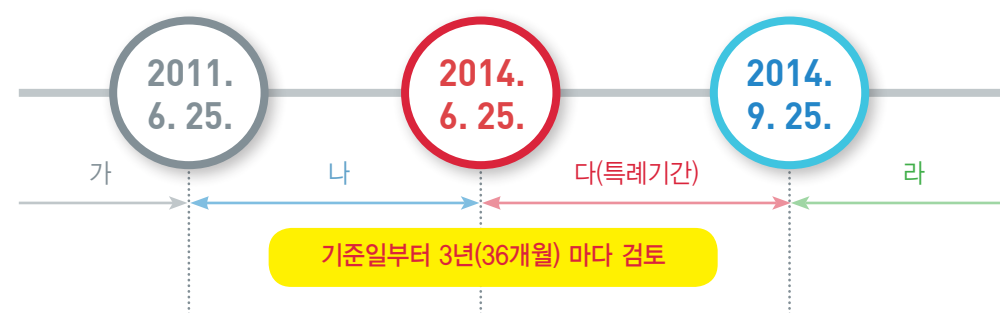 2011.
6. 25.
2014.
6. 25.
2014.
9. 25.
가
나
다(특례기간)
라
기준일부터 3년(36개월) 마다 검토